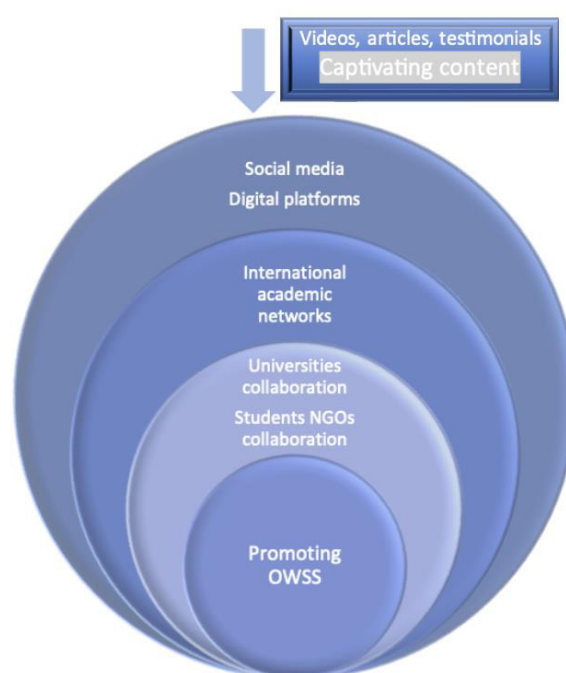 Videos, articles, testimonials
Captivating content
Social media
Digital platforms
International
academic
networks
Universities
collaboration
Students NGOs
collaboration
Promoting
OWSS